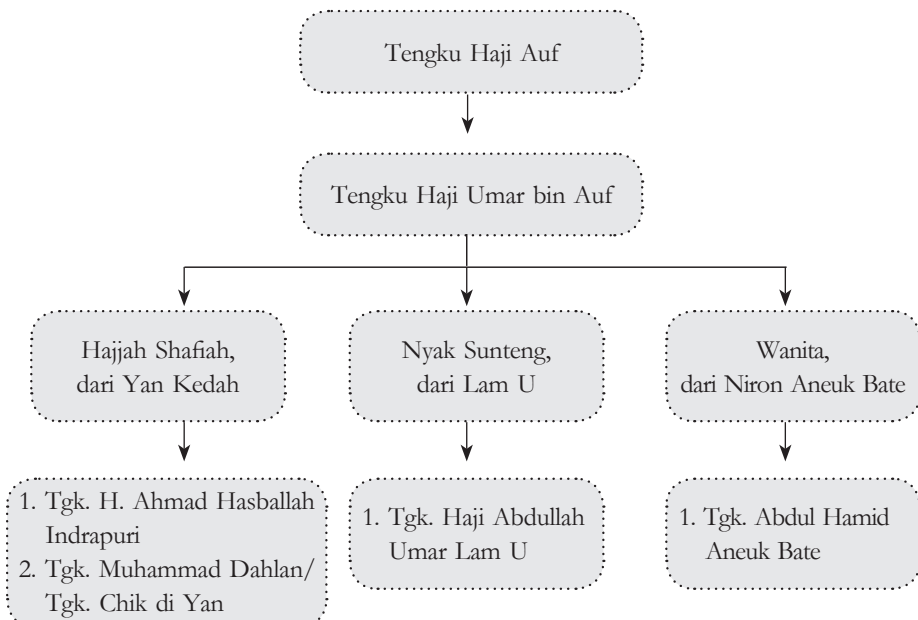 Tengku Haji Auf
Tengku Haji Umar bin Auf
Hajjah Shafiah,
dari Yan Kedah
Nyak Sunteng,
dari Lam U
Wanita,
dari Niron Aneuk Bate
1. Tgk. H. Ahmad Hasballah
Indrapuri
2. Tgk. Muhammad Dahlan/
Tgk. Chik di Yan
1. Tgk. Haji Abdullah
Umar Lam U
1. Tgk. Abdul Hamid
Aneuk Bate